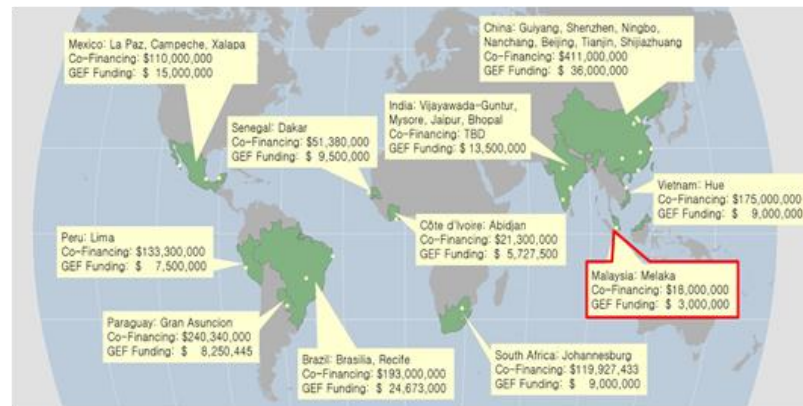 Mexico: La Paz, Campeche, Xalapa
Co-Financing: $110,000,000
GEF Funding: $ 15,000,000
China: Guiyang, Shenzhen, Ningbo,
Nanchang, Beijing, Tianjin, Shijiazhuang
Co-Financing: $411,000,000
GEF Funding: $ 36,000,000
Senegal: Dakar
Co-Financing: $51,380,000
GEF Funding: $ 9,500,000
India: Vijayawada-Guntur,
Mysore, Jaipur, Bhopal
Co-Financing: TBD
GEF Funding: $ 13,500,000
Vietnam: Hue
Co-Financing: $175,000,000
GEF Funding: $ 9,000,000
Peru: Lima
Co-Financing: $133,300,000
GEF Funding: $ 7,500,000
Côte d'Ivoire: Abidjan
Co-Financing: $21,300,000
GEF Funding: $ 5,727,500
Malaysia: Melaka
Co-Financing: $18,000,000
GEF Funding: $ 3,000,000
Paraguay: Gran Asuncion
Co-Financing: $240,340,000
GEF Funding: $ 8,250,445
Brazil: Brasilia, Recife
Co-Financing: $193,000,000
GEF Funding: $ 24,673,000
South Africa: Johannesburg
Co-Financing: $119,927,433
GEF Funding: $ 9,000,000